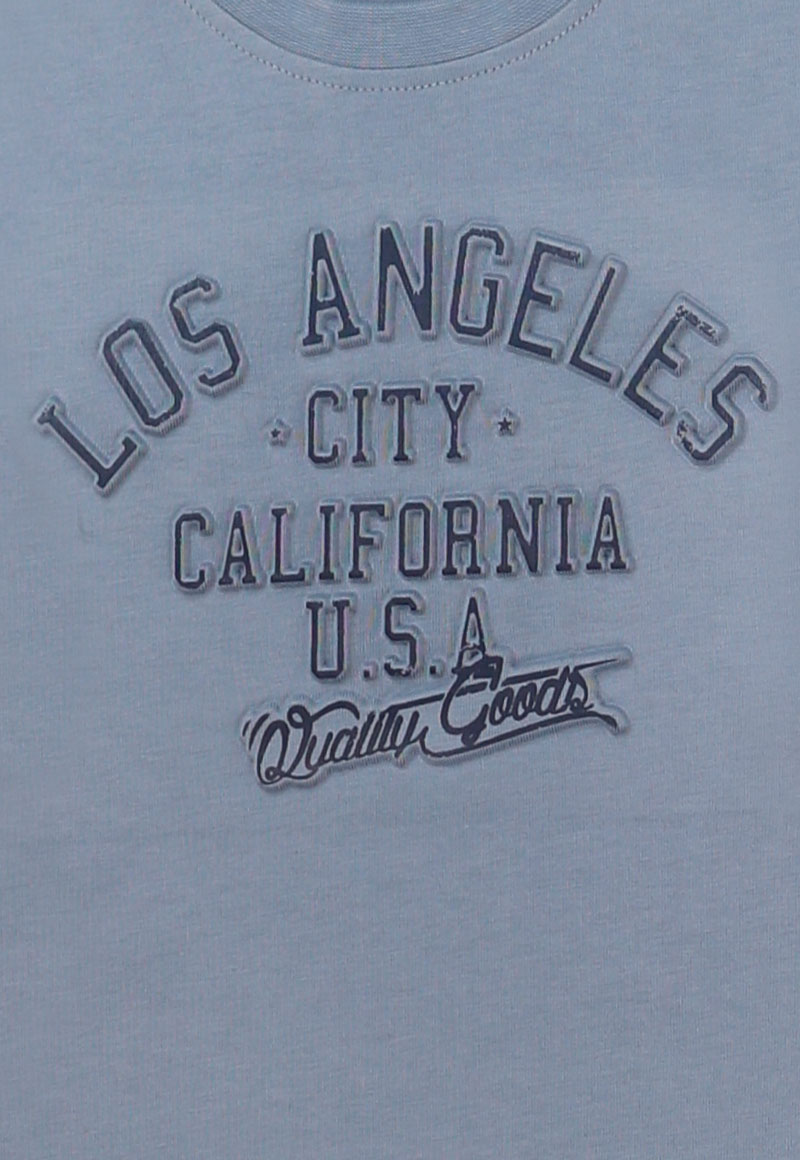 LOS ANGELES
CITY
CALIFORNIA
U.S.A
"Quality Goods